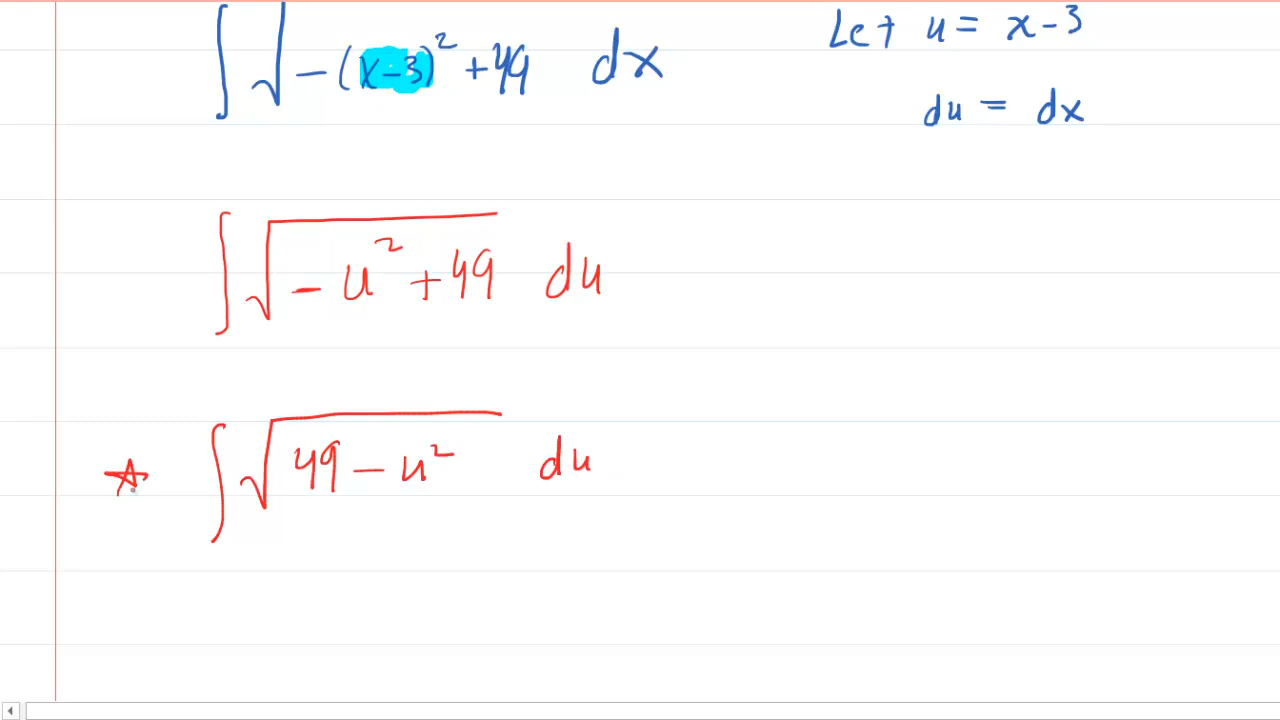 ∫ √ -(x-3)² +49 dx
Let u = x-3
du = dx
∫ √ -u² +49 du
☆ ∫ √ 49 - u² du